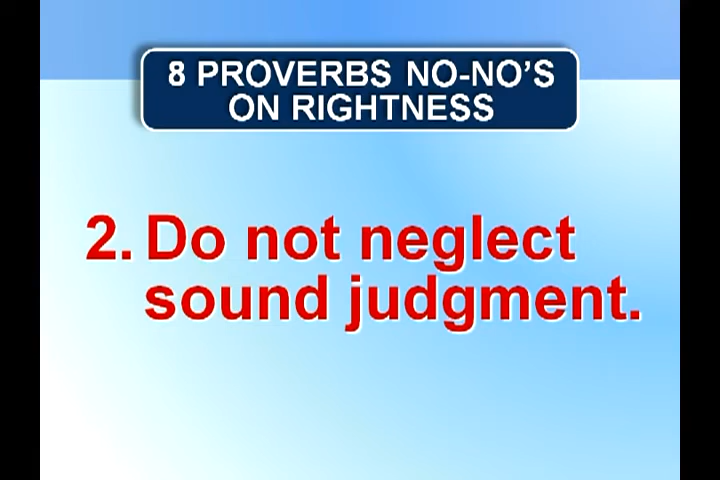 8 PROVERBS NO-NO'S
ON RIGHTNESS
2. Do not neglect
sound judgment.